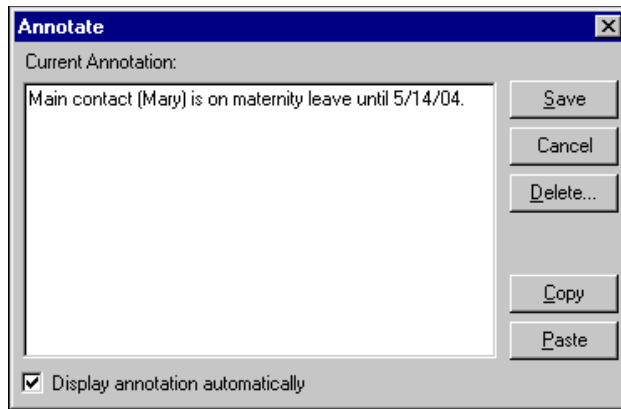 Annotate
Current Annotation:
Main contact (Mary) is on maternity leave until 5/14/04.
Save
Cancel
Delete...
Copy
Paste
Display annotation automatically